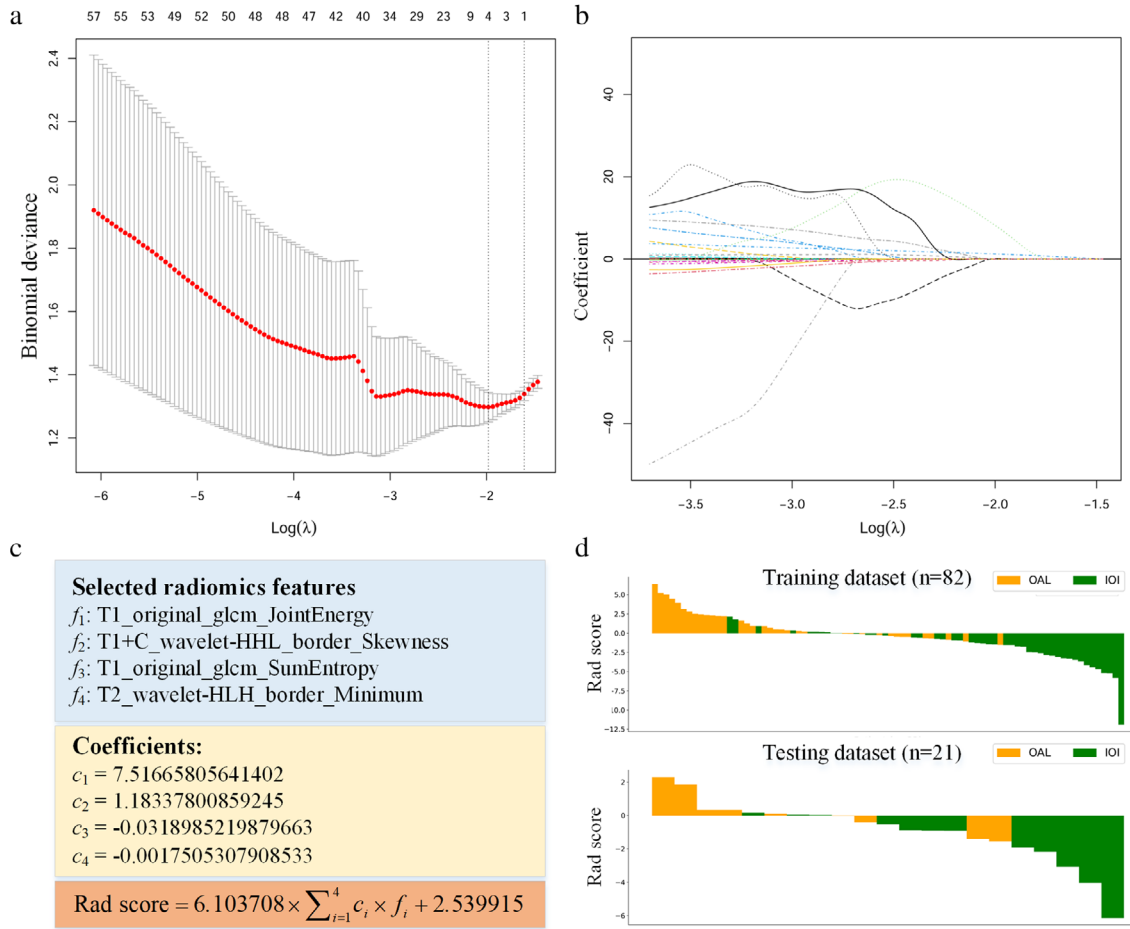 a
57 55 53 49 52 50 48 48 47 42 40 34 29 23 9 4 3 1
Binomial deviance
2.4
2.2
2.0
1.8
1.6
1.4
1.2
−6 −5 −4 −3 −2
Log(λ)
b
Coefficient
40
20
0
−20
−40
−3.5 −3.0 −2.5 −2.0 −1.5
Log(λ)
c
Selected radiomics features
f1: T1_original_glcm_JointEnergy
f2: T1+C_wavelet-HHL_border_Skewness
f3: T1_original_glcm_SumEntropy
f4: T2_wavelet-HLH_border_Minimum
Coefficients:
c1 = 7.51665805641402
c2 = 1.18337800859245
c3 = -0.0318985219879663
c4 = -0.0017505307908533
Rad score = 6.103708 × ∑4i=1 ci × fi + 2.539915
d
Training dataset (n=82)
OAL IOI
Rad score
5.0
2.5
0.0
−2.5
−5.0
−7.5
−10.0
−12.5
Testing dataset (n=21)
OAL IOI
Rad score
2
0
−2
−4
−6